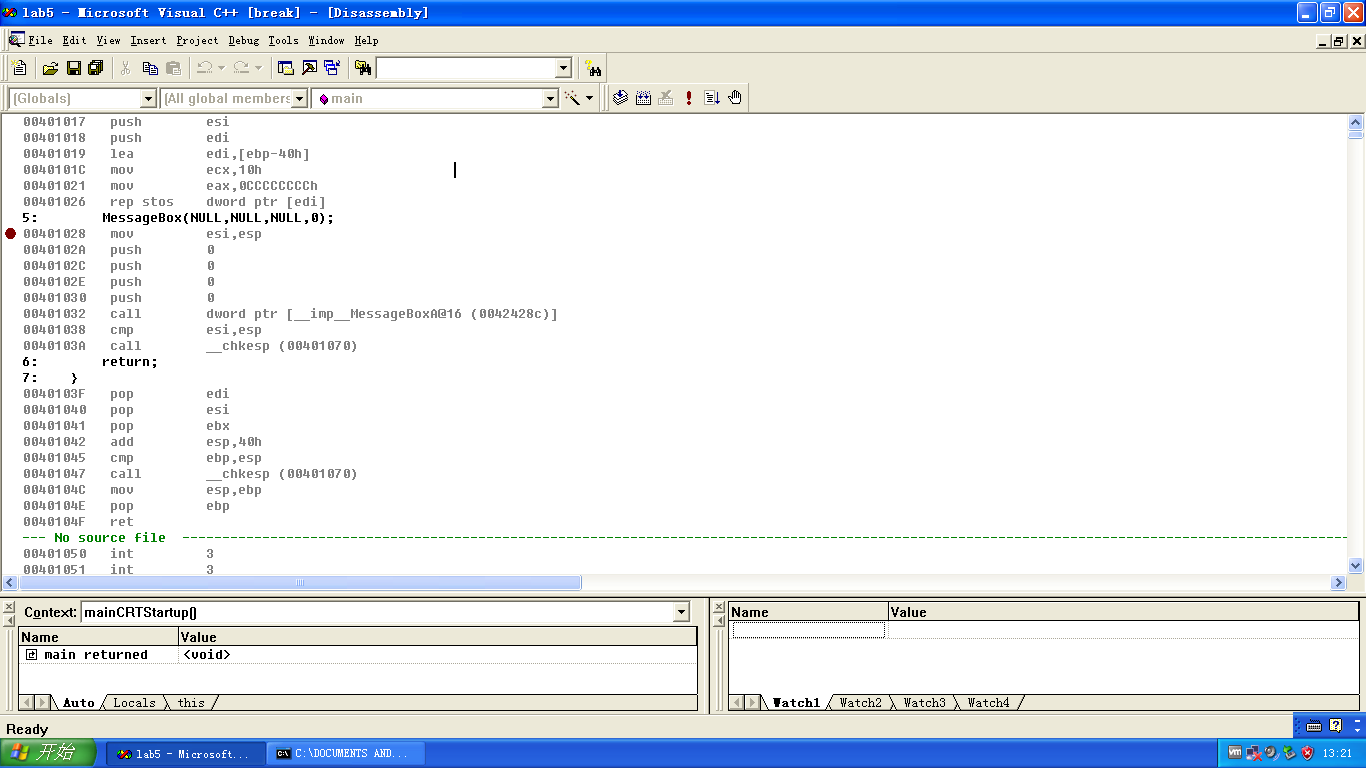 lab5 - Microsoft Visual C++ [break] - [Disassembly]
File Edit View Insert Project Debug Tools Window Help
(Globals) (All global members main
00401017 push esi
00401018 push edi
00401019 lea edi,[ebp-40h]
0040101C mov ecx,10h
00401021 mov eax,0CCCCCCCCh
00401026 rep stos dword ptr [edi]
5: MessageBox(NULL,NULL,NULL,0);
00401028 mov esi,esp
0040102A push 0
0040102C push 0
0040102E push 0
00401030 push 0
00401032 call dword ptr [__imp__MessageBoxA@16 (0042428c)]
00401038 cmp esi,esp
0040103A call __chkesp (00401070)
6: return;
7: }
0040103F pop edi
00401040 pop esi
00401041 pop ebx
00401042 add esp,40h
00401045 cmp ebp,esp
00401047 call __chkesp (00401070)
0040104C mov esp,ebp
0040104E pop ebp
0040104F ret
--- No source file ---
00401050 int 3
00401051 int 3
Context: mainCRTStartup()
Name Value
main returned <void>
Auto Locals this
Name Value
Watch1 Watch2 Watch3 Watch4
Ready
开始 lab5 - Microsoft... C:\DOCUMENTS AND... 13:21